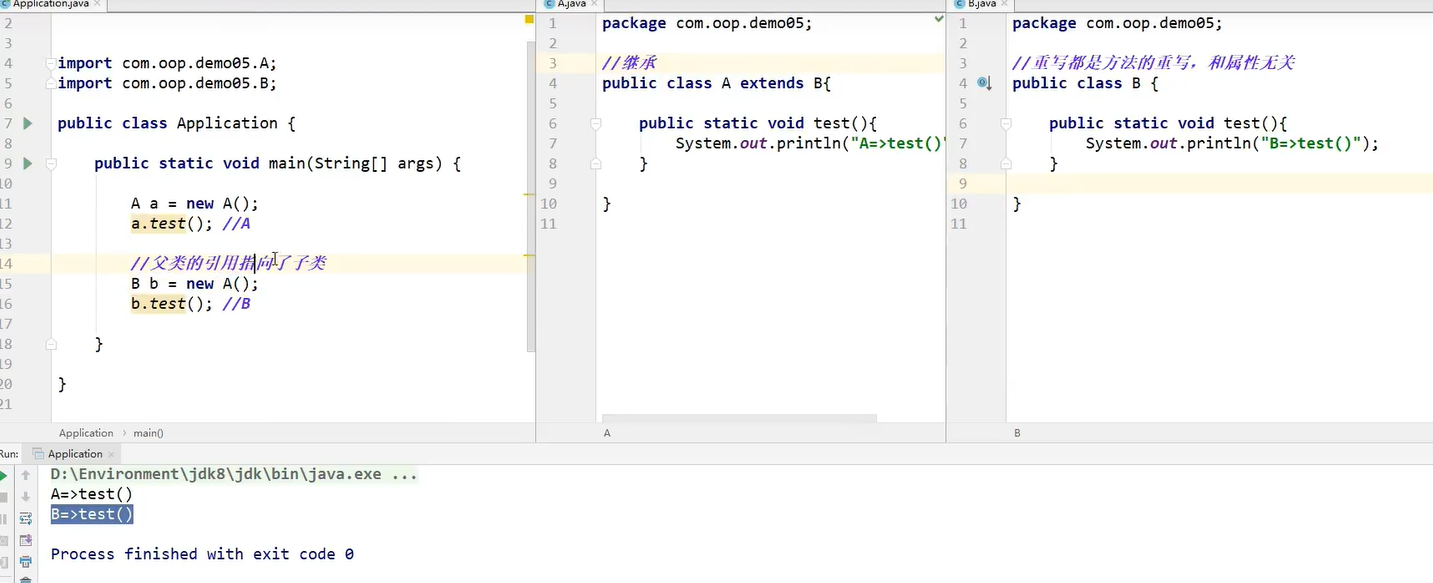 Application.java
2
3
4 import com.oop.demo05.A;
5 import com.oop.demo05.B;
6
7 public class Application {
8
9 public static void main(String[] args) {
10
11 A a = new A();
12 a.test(); //A
13
14 //父类的引用指向了子类
15 B b = new A();
16 b.test(); //B
17
18 }
19
20 }
21
Application › main()
A.java
1 package com.oop.demo05;
2
3 //继承
4 public class A extends B{
5
6 public static void test(){
7 System.out.println("A=>test()"
8 }
9
10 }
11
A
B.java
1 package com.oop.demo05;
2
3 //重写都是方法的重写，和属性无关
4 public class B {
5
6 public static void test(){
7 System.out.println("B=>test()");
8 }
9
10 }
11
B
Run: Application
D:\Environment\jdk8\jdk\bin\java.exe ...
A=>test()
B=>test()
Process finished with exit code 0